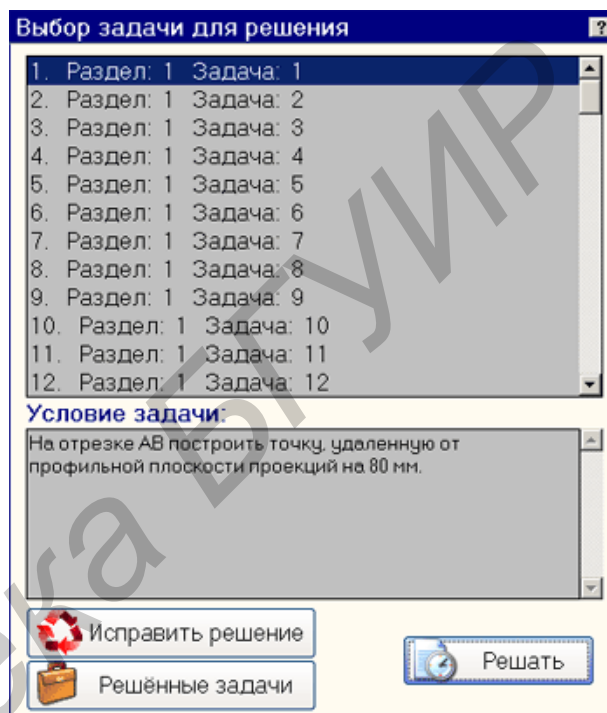 Выбор задачи для решения
?
1. Раздел: 1 Задача: 1
2. Раздел: 1 Задача: 2
3. Раздел: 1 Задача: 3
4. Раздел: 1 Задача: 4
5. Раздел: 1 Задача: 5
6. Раздел: 1 Задача: 6
7. Раздел: 1 Задача: 7
8. Раздел: 1 Задача: 8
9. Раздел: 1 Задача: 9
10. Раздел: 1 Задача: 10
11. Раздел: 1 Задача: 11
12. Раздел: 1 Задача: 12
Условие задачи:
На отрезке АВ построить точку, удаленную от
профильной плоскости проекций на 80 мм.
Исправить решение
Решать
Решённые задачи
ека БГУИР